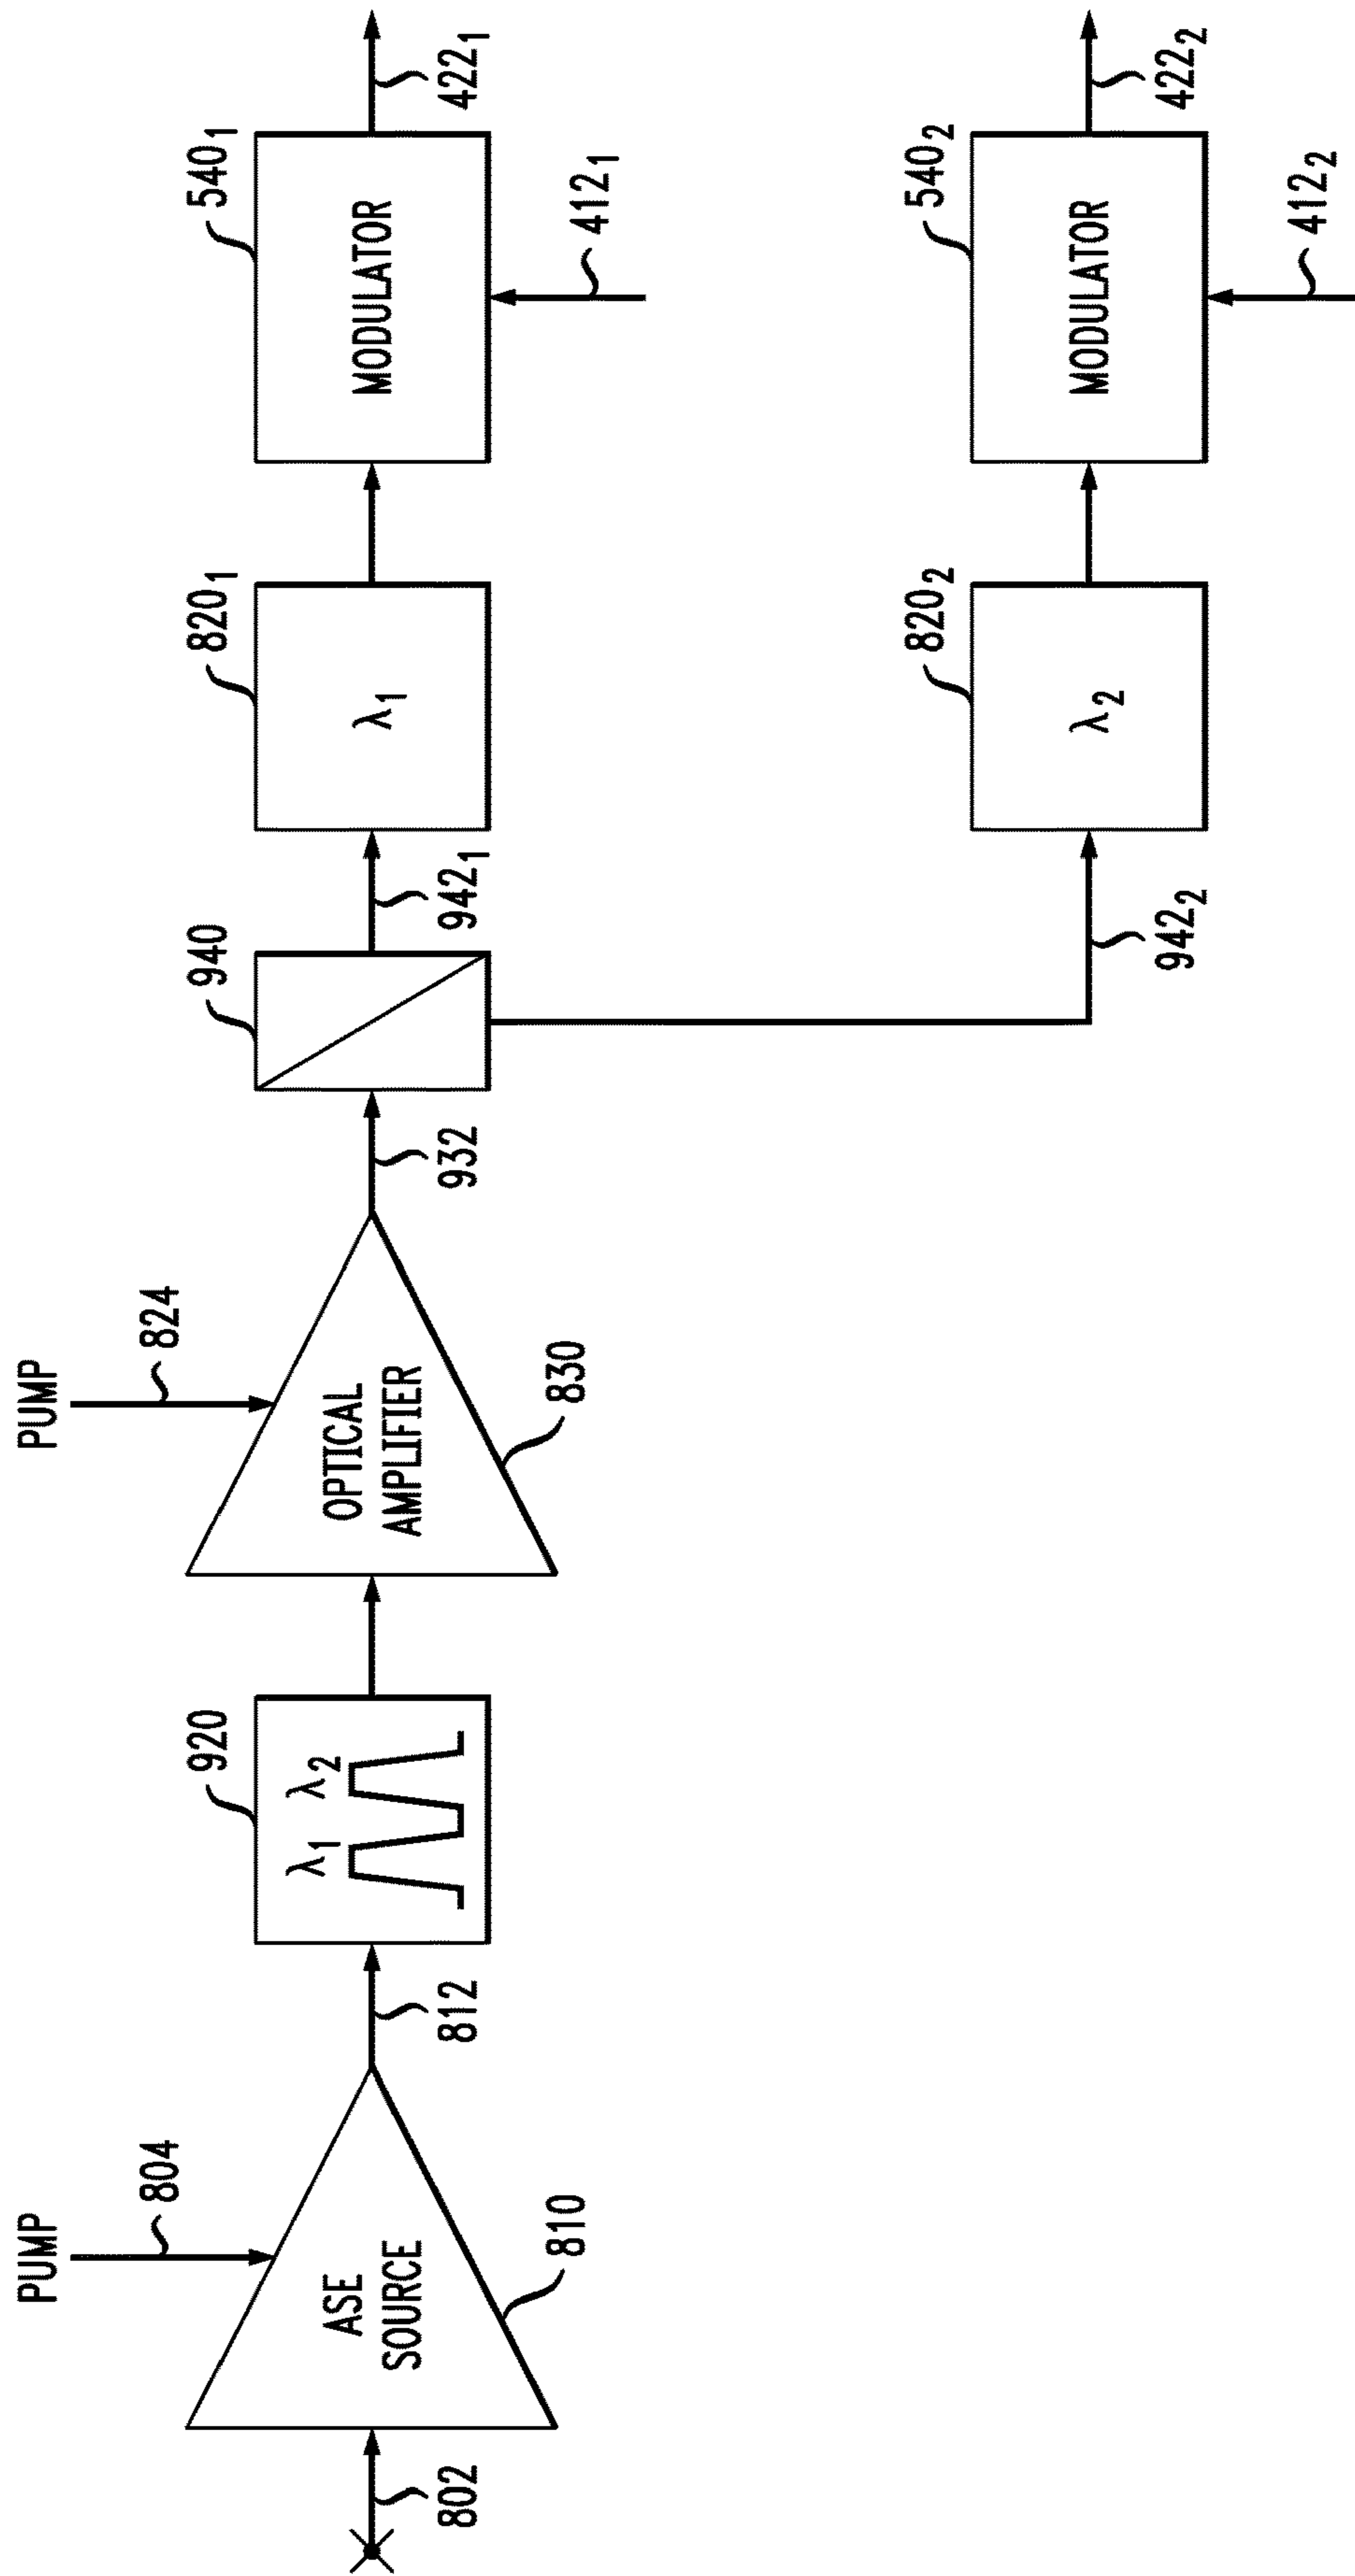 PUMP
804
802
ASE
SOURCE
810
812
920
λ1 λ2
PUMP
824
OPTICAL
AMPLIFIER
830
932
940
942₁
820₁
λ1
540₁
MODULATOR
422₁
412₁
942₂
820₂
λ2
540₂
MODULATOR
422₂
412₂